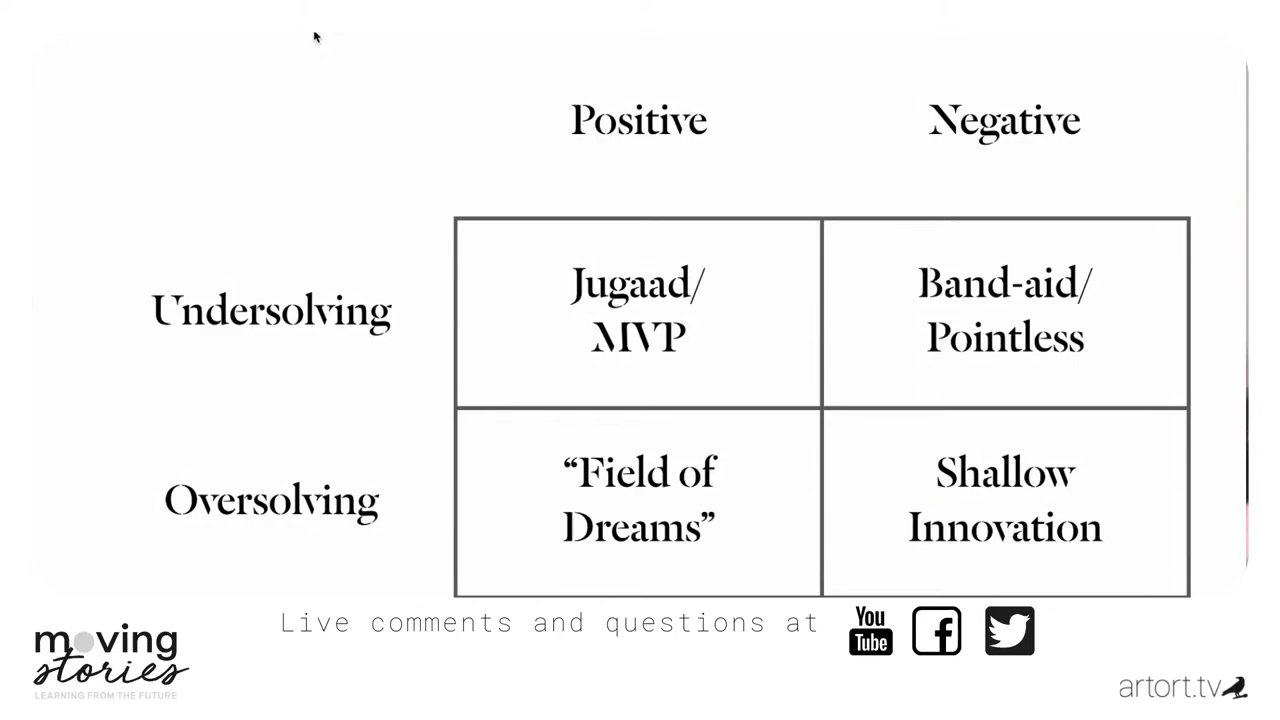 Positive
Negative
Undersolving
Jugaad/
MVP
Band-aid/
Pointless
Oversolving
“Field of
Dreams”
Shallow
Innovation
Live comments and questions at
You
Tube
moving
stories
LEARNING FROM THE FUTURE
artort.tv